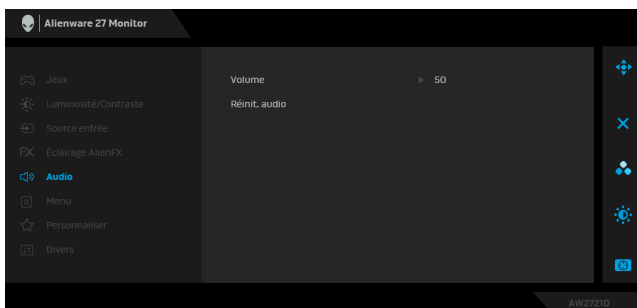 Alienware 27 Monitor
Jeux
Luminosité/Contraste
Source entrée
Éclairage AlienFX
Audio
Menu
Personnaliser
Divers
Volume 50
Réinit. audio
AW2721D